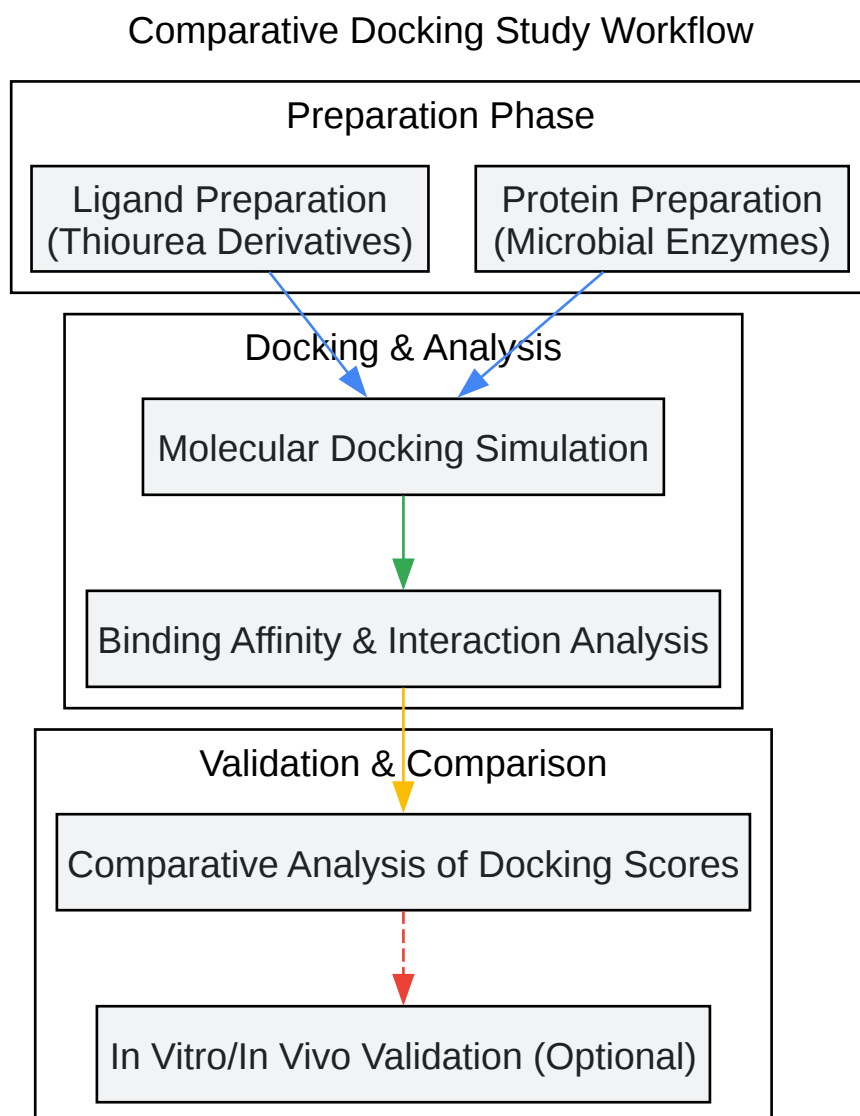 Comparative Docking Study Workflow
Preparation Phase
Ligand Preparation
(Thiourea Derivatives)
Protein Preparation
(Microbial Enzymes)
Docking & Analysis
Molecular Docking Simulation
Binding Affinity & Interaction Analysis
Validation & Comparison
Comparative Analysis of Docking Scores
In Vitro/In Vivo Validation (Optional)